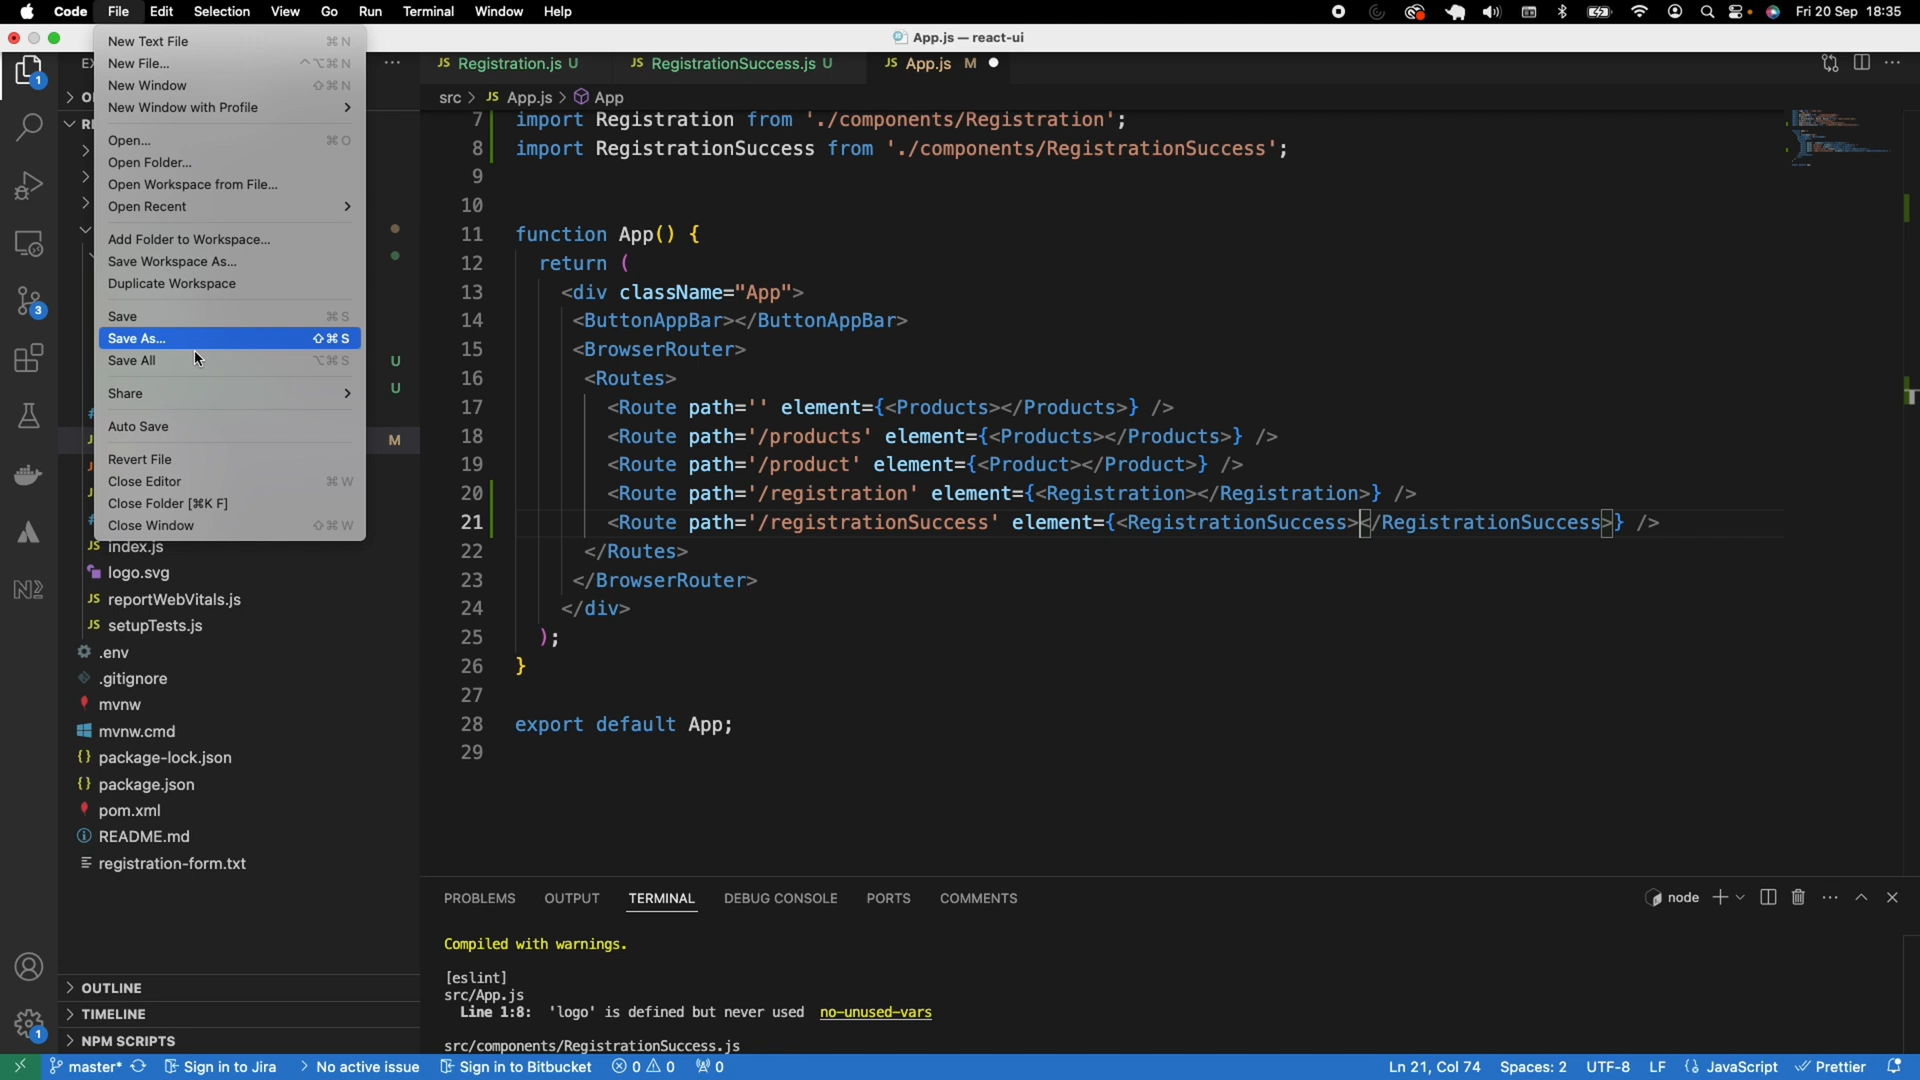 Code File Edit Selection View Go Run Terminal Window Help Fri 20 Sep 18:35
App.js — react-ui
New Text File ⌘N
New File... ⌃⌥⌘N
New Window ⇧⌘N
New Window with Profile
Open... ⌘O
Open Folder...
Open Workspace from File...
Open Recent
Add Folder to Workspace...
Save Workspace As...
Duplicate Workspace
Save ⌘S
Save As... ⇧⌘S
Save All ⌥⌘S
Share
Auto Save
Revert File
Close Editor ⌘W
Close Folder [⌘K F]
Close Window ⇧⌘W
1
3
U
U
M
JS index.js
logo.svg
JS reportWebVitals.js
JS setupTests.js
.env
.gitignore
mvnw
mvnw.cmd
{} package-lock.json
{} package.json
pom.xml
README.md
registration-form.txt
OUTLINE
TIMELINE
NPM SCRIPTS
1
JS Registration.js U JS RegistrationSuccess.js U JS App.js M
src > JS App.js > App
7 import Registration from './components/Registration';
8 import RegistrationSuccess from './components/RegistrationSuccess';
9
10
11 function App() {
12 return (
13 <div className="App">
14 <ButtonAppBar></ButtonAppBar>
15 <BrowserRouter>
16 <Routes>
17 <Route path='' element={<Products></Products>} />
18 <Route path='/products' element={<Products></Products>} />
19 <Route path='/product' element={<Product></Product>} />
20 <Route path='/registration' element={<Registration></Registration>} />
21 <Route path='/registrationSuccess' element={<RegistrationSuccess></RegistrationSuccess>} />
22 </Routes>
23 </BrowserRouter>
24 </div>
25 );
26 }
27
28 export default App;
29
PROBLEMS OUTPUT TERMINAL DEBUG CONSOLE PORTS COMMENTS node
Compiled with warnings.
[eslint]
src/App.js
Line 1:8: 'logo' is defined but never used no-unused-vars
src/components/RegistrationSuccess.js
master* Sign in to Jira No active issue Sign in to Bitbucket 0 0 0 Ln 21, Col 74 Spaces: 2 UTF-8 LF {} JavaScript Prettier